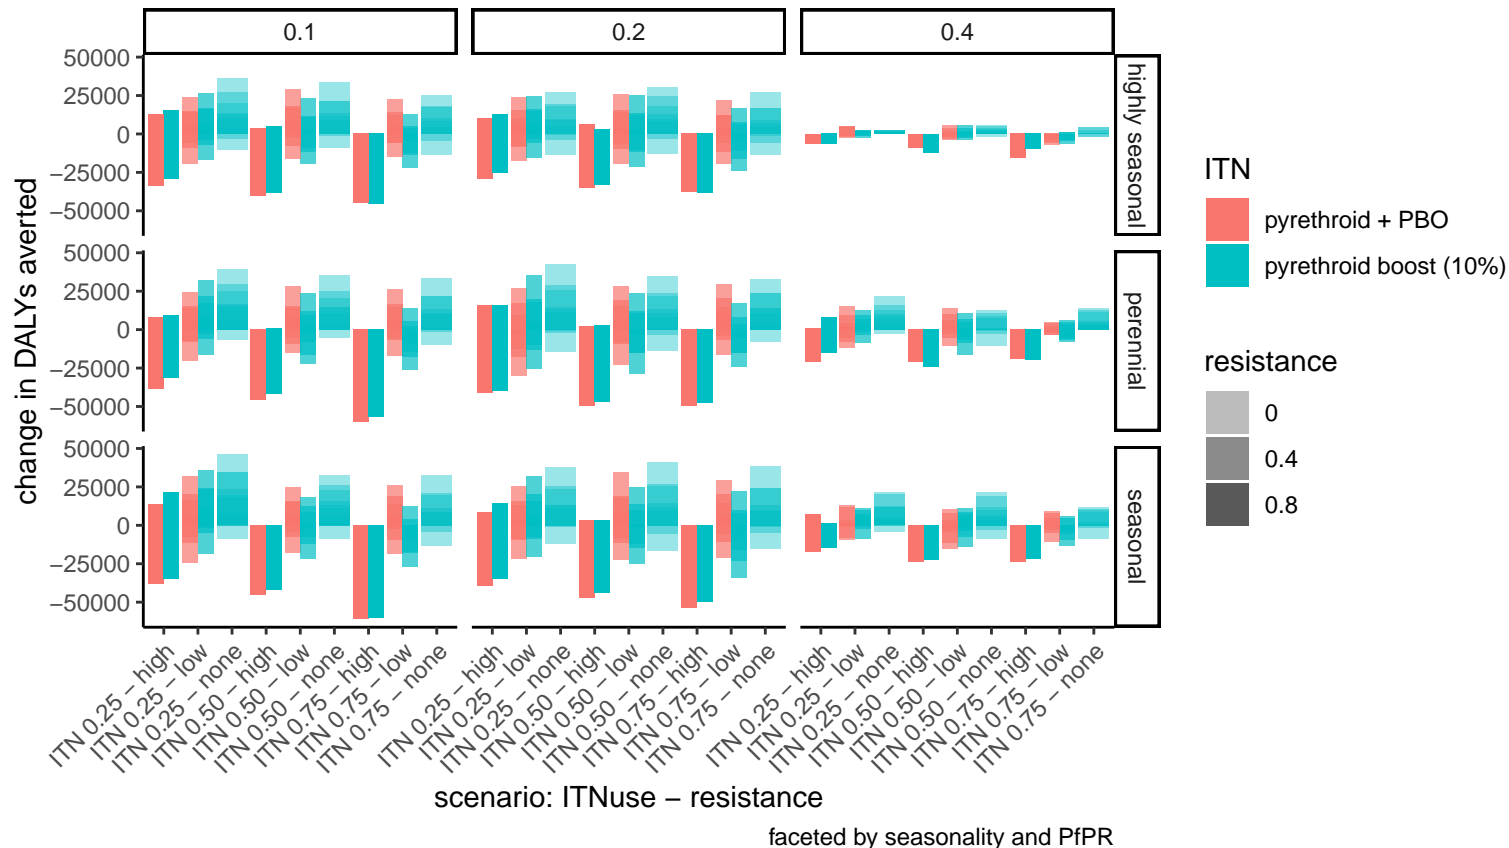 0.1
0.2
0.4
50000
25000
0
−25000
−50000
highly seasonal
50000
25000
0
−25000
−50000
perennial
50000
25000
0
−25000
−50000
seasonal
change in DALYs averted
ITN 0.25 − high
ITN 0.25 − low
ITN 0.25 − none
ITN 0.50 − high
ITN 0.50 − low
ITN 0.50 − none
ITN 0.75 − high
ITN 0.75 − low
ITN 0.75 − none
ITN 0.25 − high
ITN 0.25 − low
ITN 0.25 − none
ITN 0.50 − high
ITN 0.50 − low
ITN 0.50 − none
ITN 0.75 − high
ITN 0.75 − low
ITN 0.75 − none
ITN 0.25 − high
ITN 0.25 − low
ITN 0.25 − none
ITN 0.50 − high
ITN 0.50 − low
ITN 0.50 − none
ITN 0.75 − high
ITN 0.75 − low
ITN 0.75 − none
scenario: ITNuse − resistance
faceted by seasonality and PfPR
ITN
pyrethroid + PBO
pyrethroid boost (10%)
resistance
0
0.4
0.8